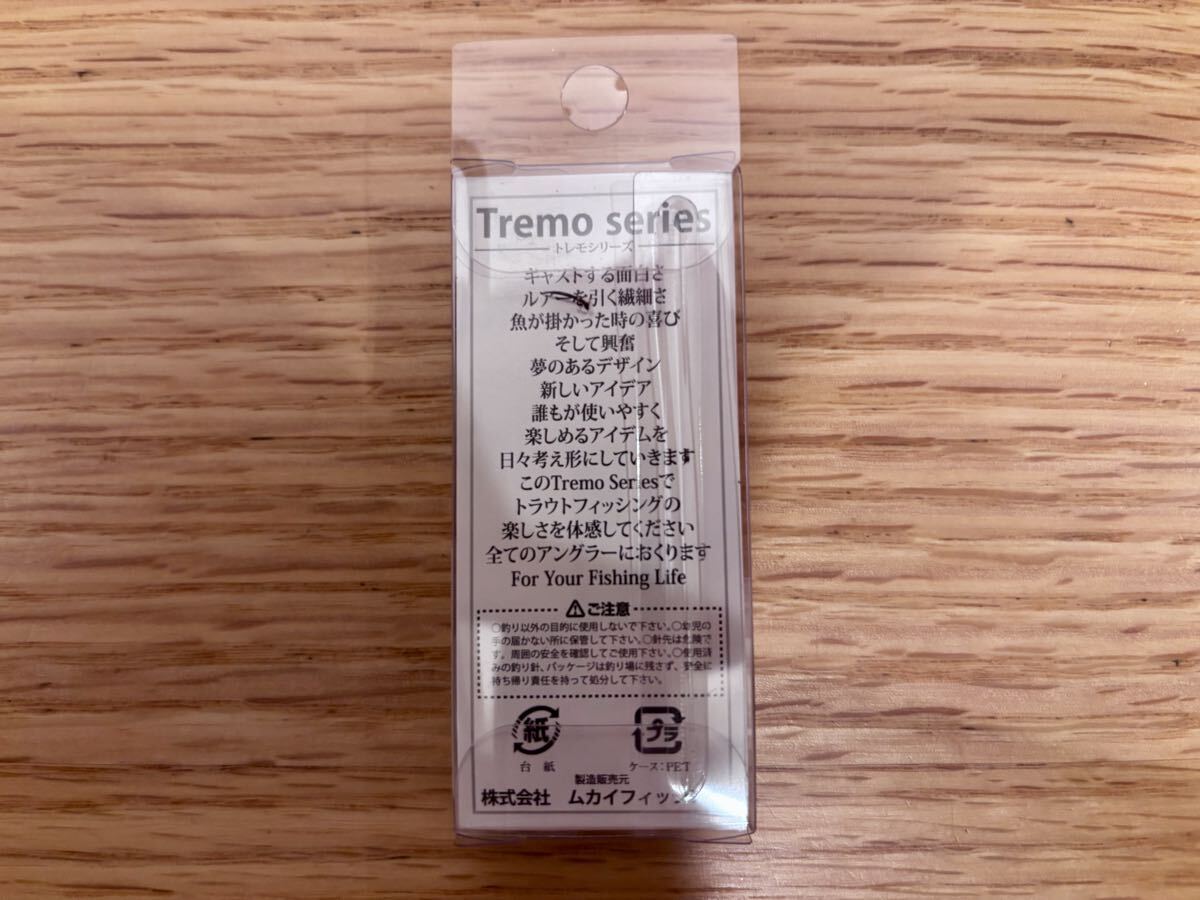 Tremo series
トレモシリーズ
キャストする面白さ
ルアーを引く繊細さ
魚が掛かった時の喜び
そして興奮
夢のあるデザイン
新しいアイデア
誰もが使いやすく
楽しめるアイデムを
日々考え形にしていきます
このTremo Seriesで
トラウトフィッシングの
楽しさを体感してください
全てのアングラーにおくります
For Your Fishing Life
ご注意
○釣り以外の目的に使用しないで下さい。○幼児の
手の届かない所に保管して下さい。○針先は危険で
す。周囲の安全を確認してご使用下さい。○使用済
みの釣り針、パッケージは釣り場に残さず、安全に
持ち帰り責任を持って処分して下さい。
紙 プラ
台 紙 ケース:PET
製造販売元
株式会社 ムカイフィッシ